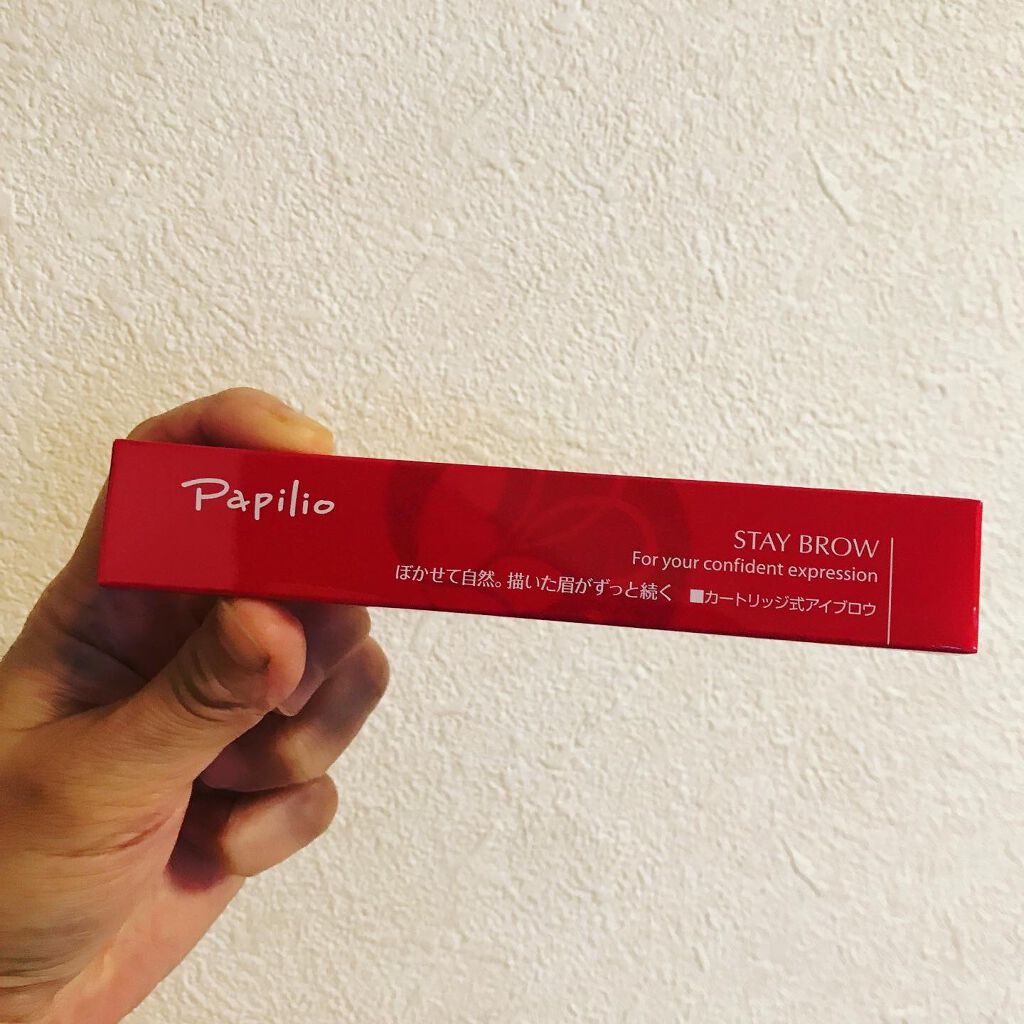 Papilio
STAY BROW
For your confident expression
ぼかせて自然。描いた眉がずっと続く ■カートリッジ式アイブロウ